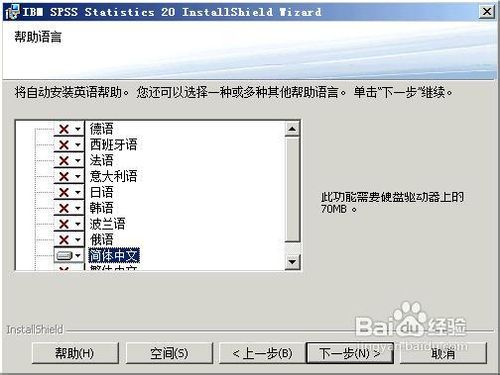 IBM SPSS Statistics 20 InstallShield Wizard
帮助语言
将自动安装英语帮助。您还可以选择一种或多种其他帮助语言。单击“下一步”继续。
德语
西班牙语
法语
意大利语
日语
韩语
波兰语
俄语
简体中文
繁体中文
此功能需要硬盘驱动器上的
70MB 。
InstallShield
Baidu 经验
jingyan.baidu.com
帮助(H)
空间(S)
< 上一步(B)
下一步(N) >
取消